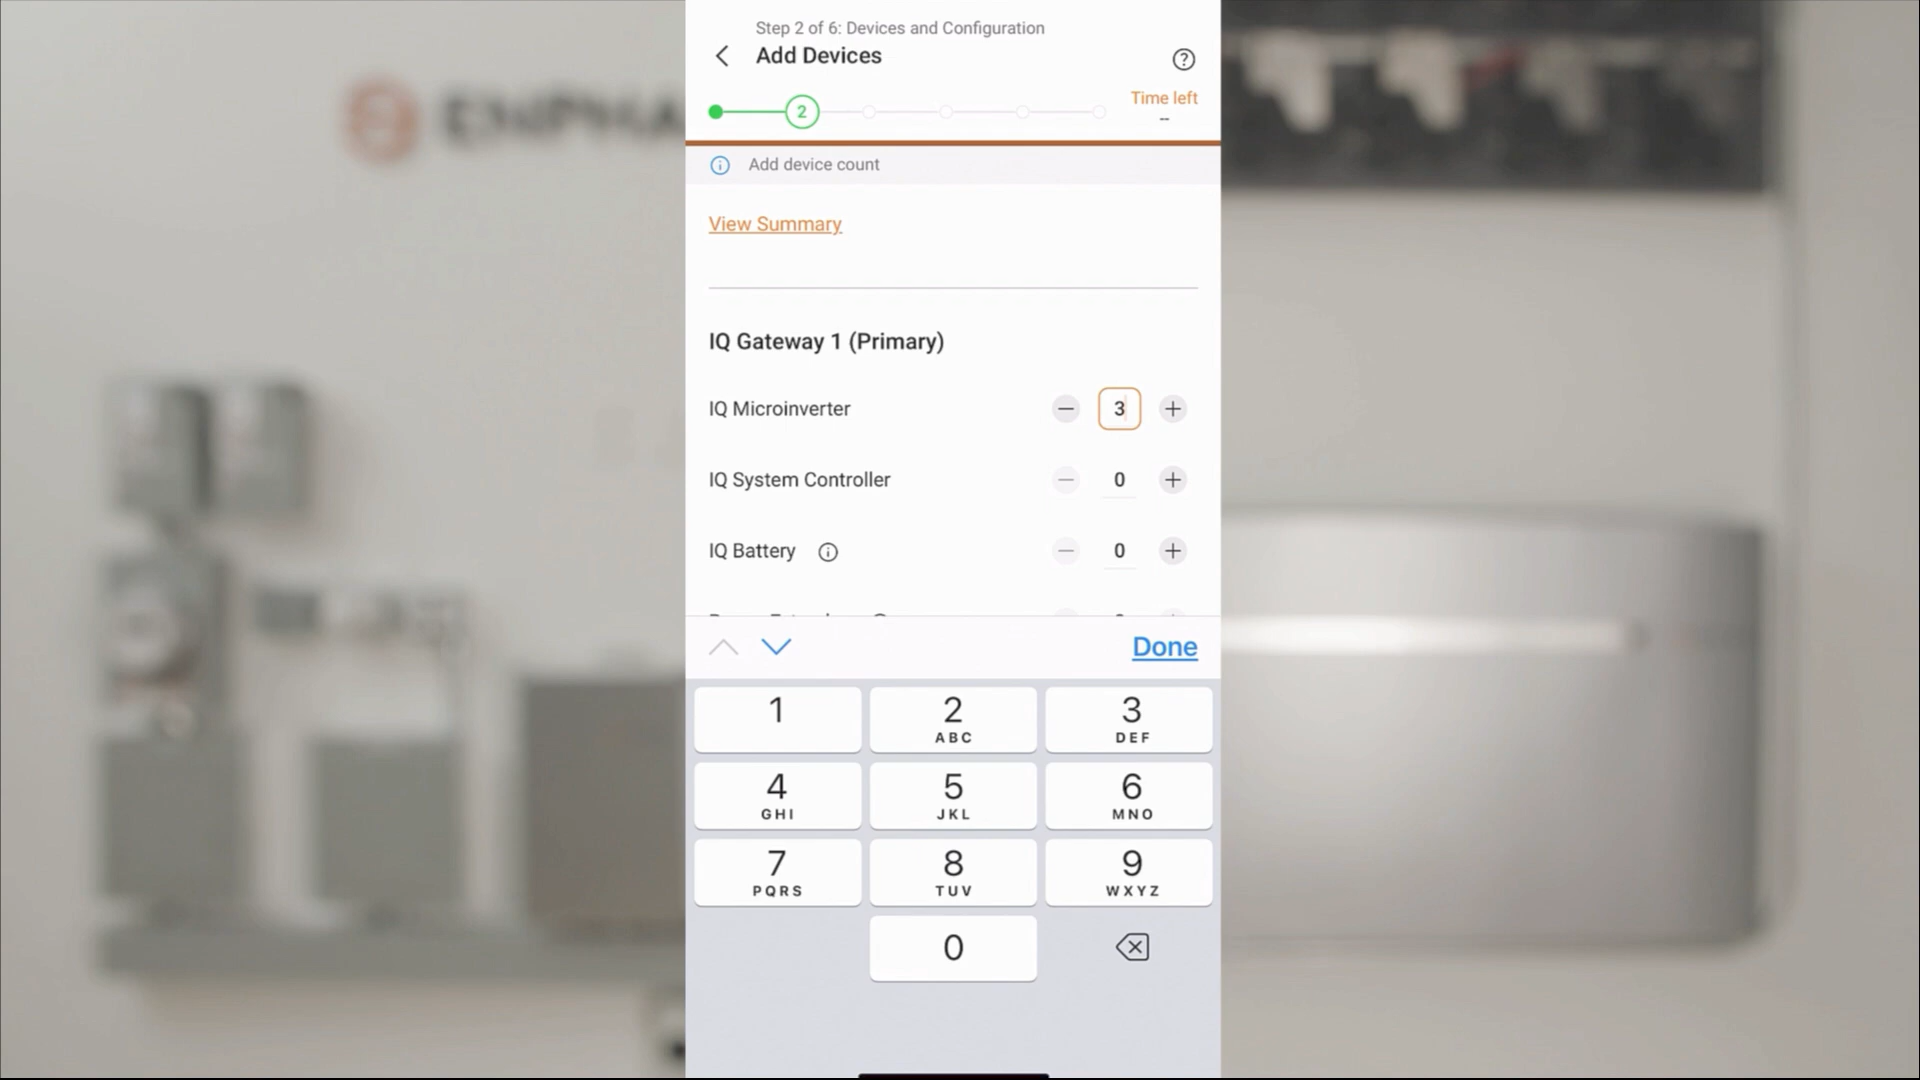 Step 2 of 6: Devices and Configuration
Add Devices
2
Time left
--
Add device count
View Summary
IQ Gateway 1 (Primary)
IQ Microinverter
3
IQ System Controller
0
IQ Battery
0
Done
1
2
ABC
3
DEF
4
GHI
5
JKL
6
MNO
7
PQRS
8
TUV
9
WXYZ
0